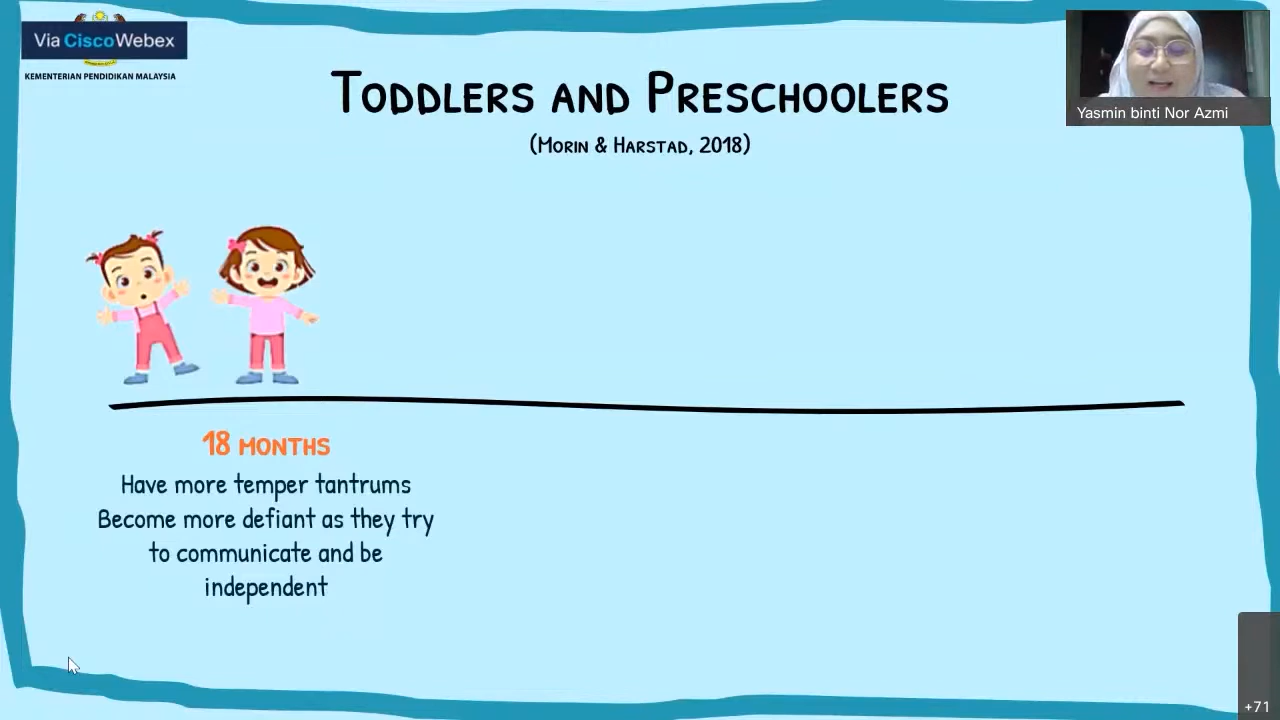 Via CiscoWebex
KEMENTERIAN PENDIDIKAN MALAYSIA
TODDLERS AND PRESCHOOLERS
(MORIN & HARSTAD, 2018)
Yasmin binti Nor Azmi
18 MONTHS
Have more temper tantrums
Become more defiant as they try
to communicate and be
independent
+71